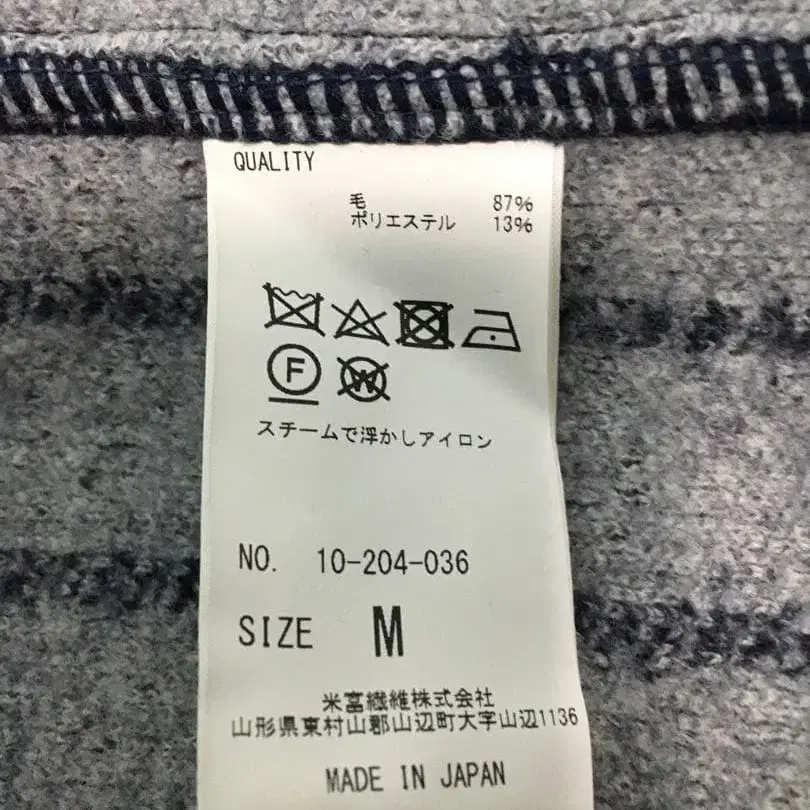 QUALITY
毛 87%
ポリエステル 13%
F W
スチームで浮かしアイロン
NO. 10-204-036
SIZE M
米富繊維株式会社
山形県東村山郡山辺町大字山辺1136
MADE IN JAPAN